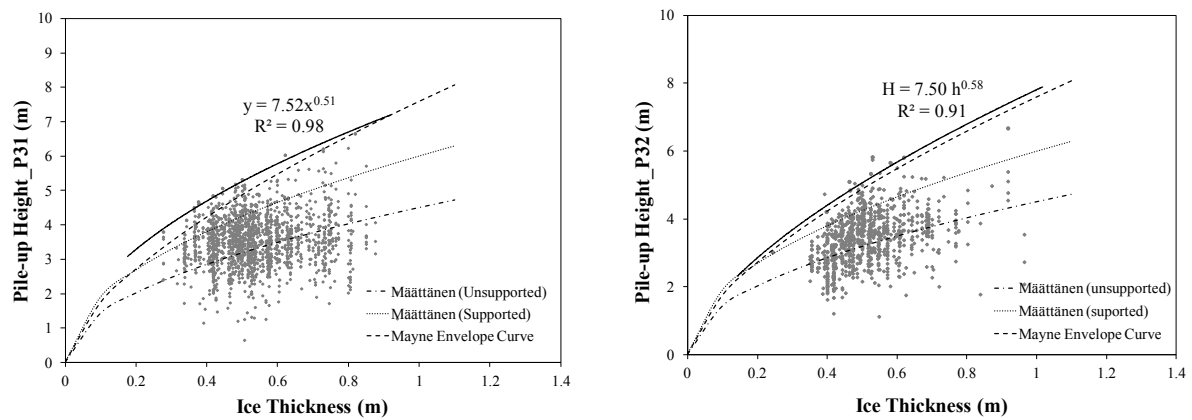 10
9
8
7
6
5
4
3
2
1
0
Pile-up Height_P31 (m)
y = 7.52x^0.51
R² = 0.98
Määttänen (Unsupported)
Määttänen (Supported)
Mayne Envelope Curve
0 0.2 0.4 0.6 0.8 1 1.2 1.4
Ice Thickness (m)
10
8
6
4
2
0
Pile-up Height_P32 (m)
H = 7.50 h^0.58
R² = 0.91
Määttänen (unsupported)
Määttänen (suported)
Mayne Envelope Curve
0 0.2 0.4 0.6 0.8 1 1.2 1.4
Ice Thickness (m)